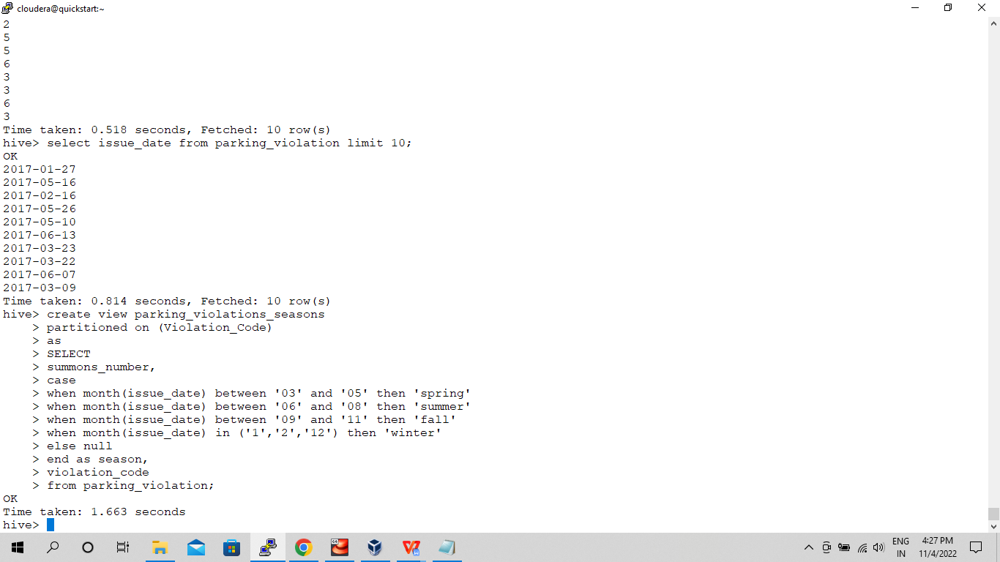 cloudera@quickstart:~
2
5
5
6
3
3
6
3
Time taken: 0.518 seconds, Fetched: 10 row(s)
hive> select issue_date from parking_violation limit 10;
OK
2017-01-27
2017-05-16
2017-02-16
2017-05-26
2017-05-10
2017-06-13
2017-03-23
2017-03-22
2017-06-07
2017-03-09
Time taken: 0.814 seconds, Fetched: 10 row(s)
hive> create view parking_violations_seasons
    > partitioned on (Violation_Code)
    > as
    > SELECT
    > summons_number,
    > case
    > when month(issue_date) between '03' and '05' then 'spring'
    > when month(issue_date) between '06' and '08' then 'summer'
    > when month(issue_date) between '09' and '11' then 'fall'
    > when month(issue_date) in ('1','2','12') then 'winter'
    > else null
    > end as season,
    > violation_code
    > from parking_violation;
OK
Time taken: 1.663 seconds
hive>
ENG
IN
4:27 PM
11/4/2022